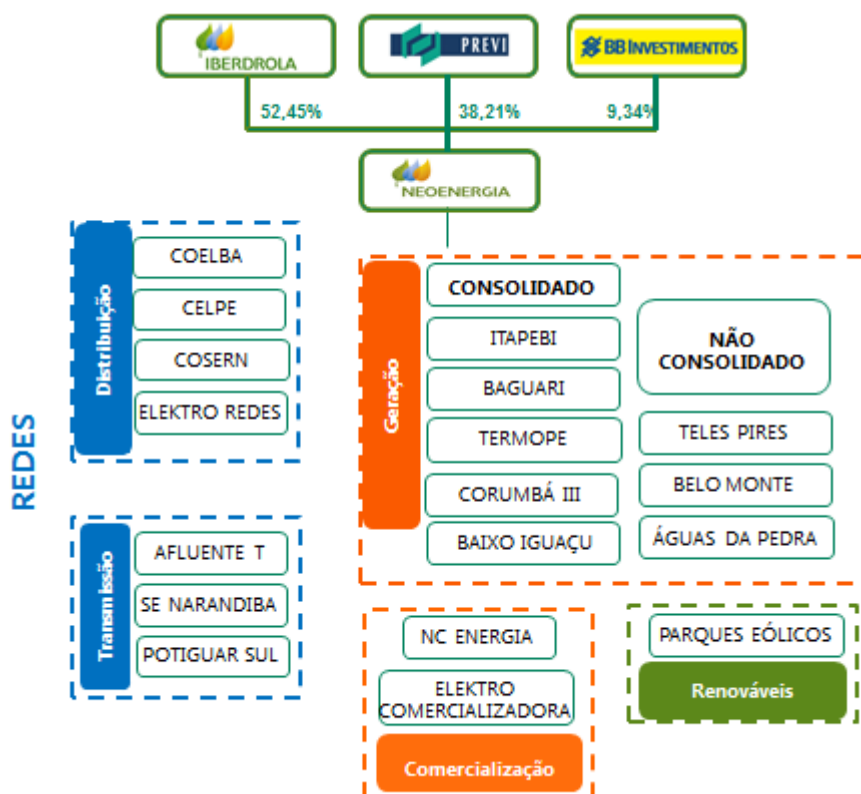 IBERDROLA
PREVI
BB INVESTIMENTOS
52,45%
38,21%
9,34%
NEOENERGIA
REDES
Distribuição
COELBA
CELPE
COSERN
ELEKTRO REDES
Transmissão
AFLUENTE T
SE NARANDIBA
POTIGUAR SUL
Geração
CONSOLIDADO
ITAPEBI
BAGUARI
TERMOPE
CORUMBÁ III
BAIXO IGUAÇU
NÃO
CONSOLIDADO
TELES PIRES
BELO MONTE
ÁGUAS DA PEDRA
NC ENERGIA
ELEKTRO
COMERCIALIZADORA
Comercialização
PARQUES EÓLICOS
Renováveis